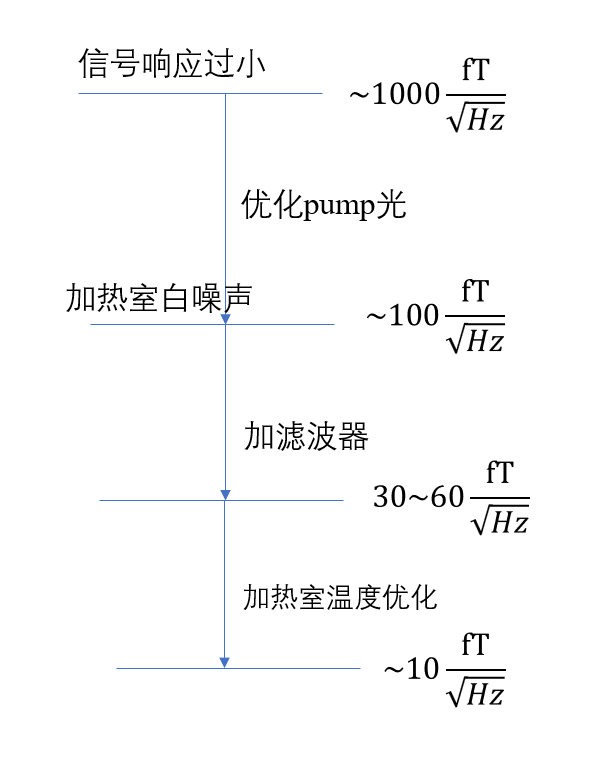 信号响应过小
~1000 fT/√Hz
优化pump光
加热室白噪声
~100 fT/√Hz
加滤波器
30~60 fT/√Hz
加热室温度优化
~10 fT/√Hz